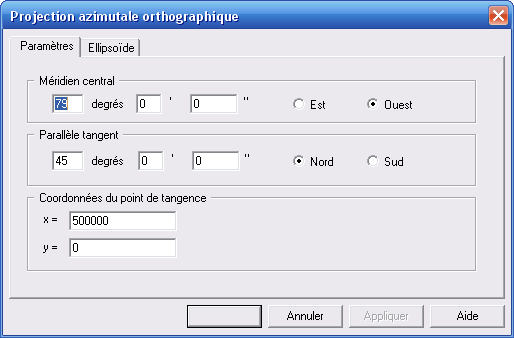 Projection azimutale orthographique
Paramètres Ellipsoïde
Méridien central
79 degrés 0 ' 0 " Est Ouest
Parallèle tangent
45 degrés 0 ' 0 " Nord Sud
Coordonnées du point de tangence
x = 500000
y = 0
Annuler Appliquer Aide